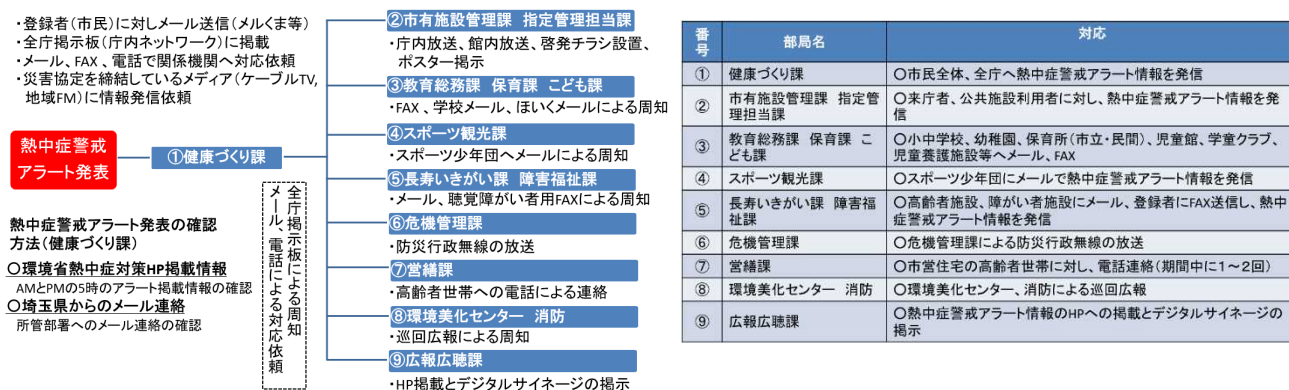 ・登録者(市民)に対しメール送信(メルくま等)
・全庁掲示板(庁内ネットワーク)に掲載
・メール、FAX 、電話で関係機関へ対応依頼
・災害協定を締結しているメディア(ケーブルTV,
地域FM)に情報発信依頼
熱中症警戒
アラート発表
①健康づくり課
全庁掲示板による周知
メール、電話による対応依頼
熱中症警戒アラート発表の確認
方法(健康づくり課)
〇環境省熱中症対策HP掲載情報
AMとPMの5時のアラート掲載情報の確認
〇埼玉県からのメール連絡
所管部署へのメール連絡の確認
②市有施設管理課 指定管理担当課
・庁内放送、館内放送、啓発チラシ設置、
ポスター掲示
③教育総務課 保育課 こども課
・FAX 、学校メール、ほいくメールによる周知
④スポーツ観光課
・スポーツ少年団へメールによる周知
⑤長寿いきがい課 障害福祉課
・メール、聴覚障がい者用FAXによる周知
⑥危機管理課
・防災行政無線の放送
⑦営繕課
・高齢者世帯への電話による連絡
⑧環境美化センター 消防
・巡回広報による周知
⑨広報広聴課
・HP掲載とデジタルサイネージの掲示
番号 部局名 対応
① 健康づくり課 〇市民全体、全庁へ熱中症警戒アラート情報を発信
② 市有施設管理課 指定管理担当課 〇来庁者、公共施設利用者に対し、熱中症警戒アラート情報を発信
③ 教育総務課 保育課 こども課 〇小中学校、幼稚園、保育所(市立・民間)、児童館、学童クラブ、児童養護施設等へメール、FAX
④ スポーツ観光課 〇スポーツ少年団にメールで熱中症警戒アラート情報を発信
⑤ 長寿いきがい課 障害福祉課 〇高齢者施設、障がい者施設にメール、登録者にFAX送信し、熱中症警戒アラート情報を発信
⑥ 危機管理課 〇危機管理課による防災行政無線の放送
⑦ 営繕課 〇市営住宅の高齢者世帯に対し、電話連絡(期間中に1～2回)
⑧ 環境美化センター 消防 〇環境美化センター、消防による巡回広報
⑨ 広報広聴課 〇熱中症警戒アラート情報のHPへの掲載とデジタルサイネージの掲示